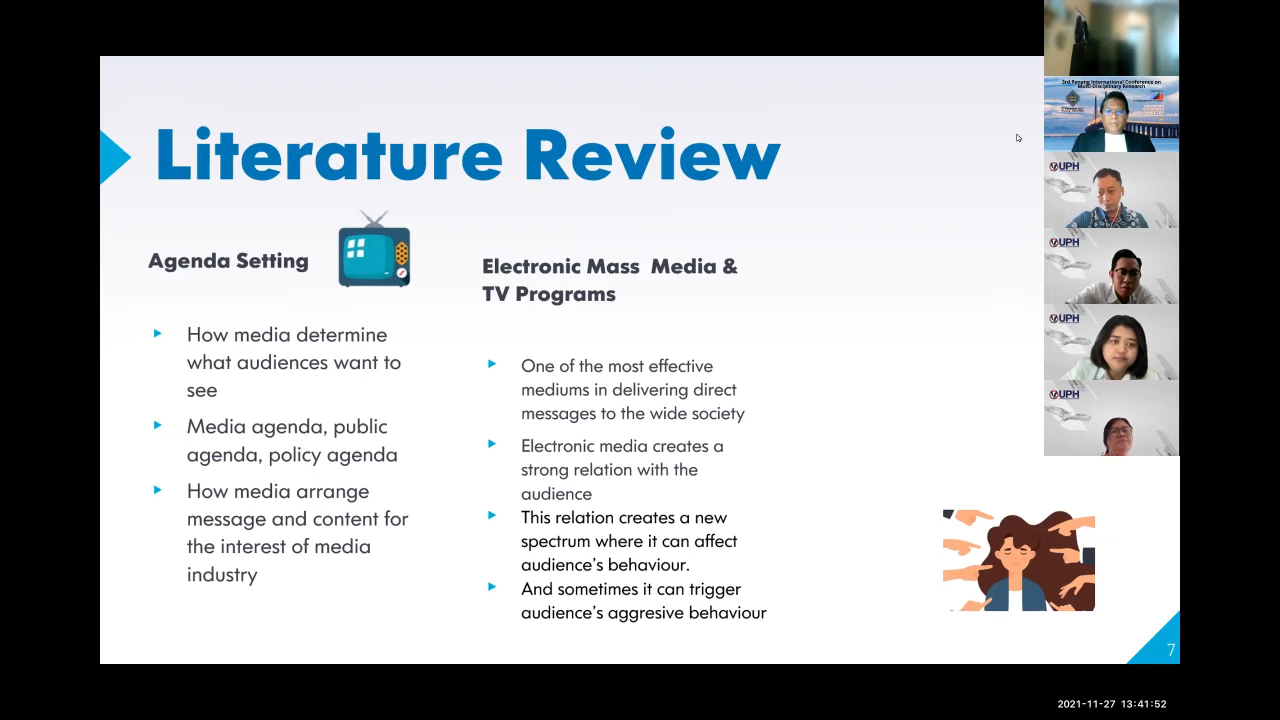 Literature Review
Agenda Setting
How media determine
what audiences want to
see
Media agenda, public
agenda, policy agenda
How media arrange
message and content for
the interest of media
industry
Electronic Mass Media &
TV Programs
One of the most effective
mediums in delivering direct
messages to the wide society
Electronic media creates a
strong relation with the
audience
This relation creates a new
spectrum where it can affect
audience's behaviour.
And sometimes it can trigger
audience's aggresive behaviour
7
3rd Penang International Conference on
Multi-Disciplinary Research
UPH
UPH
UPH
UPH
2021-11-27 13:41:52